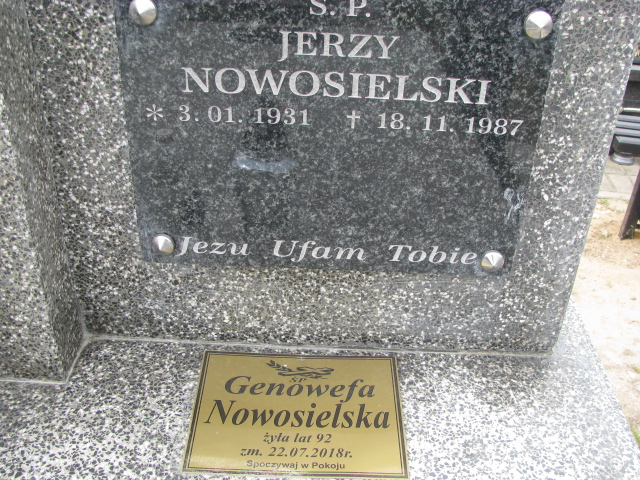 Ś. P.
JERZY
NOWOSIELSKI
* 3. 01. 1931 † 18. 11. 1987
Jezu Ufam Tobie
ŚP.
Genowefa
Nowosielska
żyła lat 92
zm. 22.07.2018r.
Spoczywaj w Pokoju